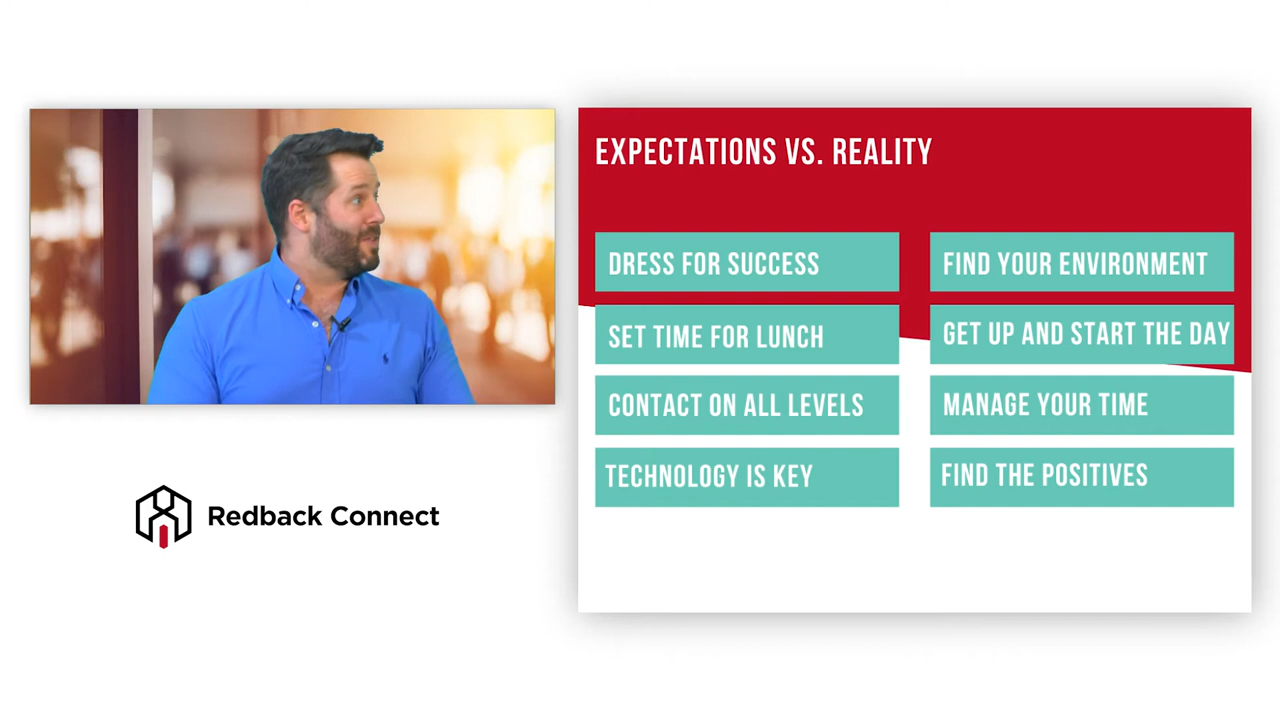 EXPECTATIONS VS. REALITY
DRESS FOR SUCCESS
FIND YOUR ENVIRONMENT
SET TIME FOR LUNCH
GET UP AND START THE DAY
CONTACT ON ALL LEVELS
MANAGE YOUR TIME
TECHNOLOGY IS KEY
FIND THE POSITIVES
Redback Connect